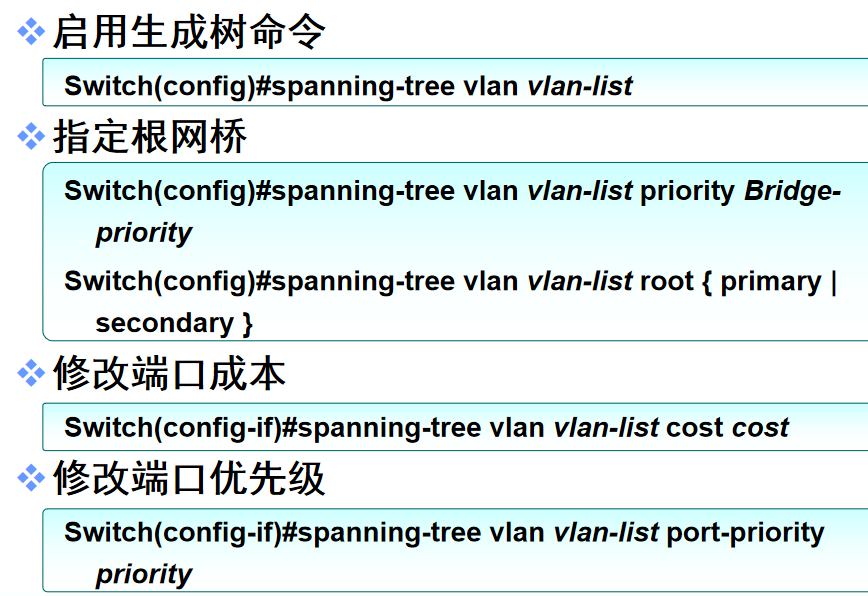 启用生成树命令
Switch(config)#spanning-tree vlan vlan-list
指定根网桥
Switch(config)#spanning-tree vlan vlan-list priority Bridge-
priority
Switch(config)#spanning-tree vlan vlan-list root { primary |
secondary }
修改端口成本
Switch(config-if)#spanning-tree vlan vlan-list cost cost
修改端口优先级
Switch(config-if)#spanning-tree vlan vlan-list port-priority
priority